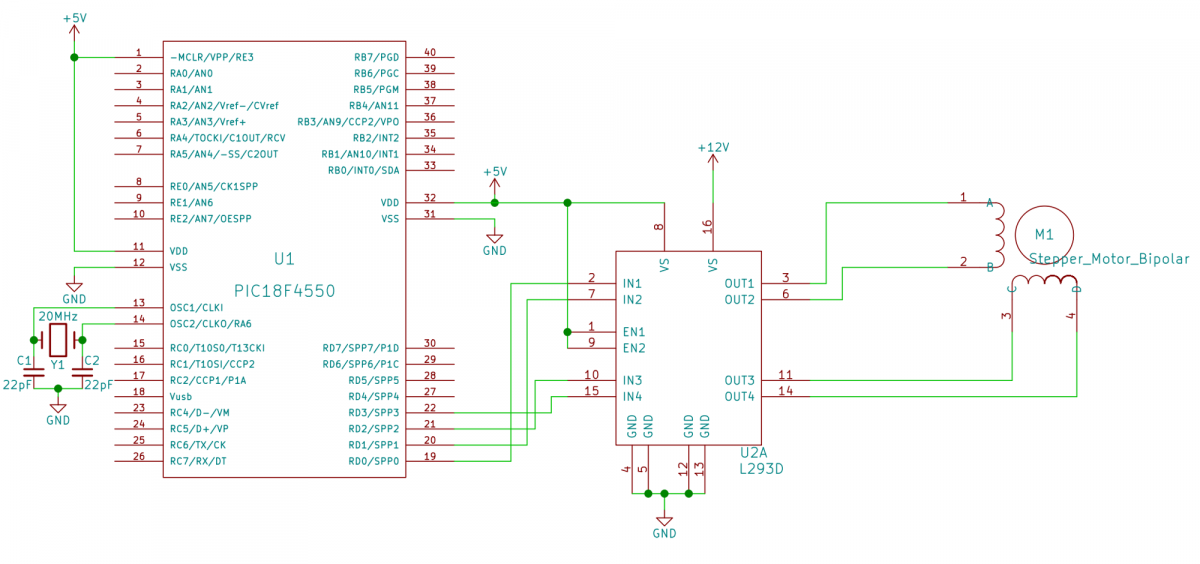 +5V
1 -MCLR/VPP/RE3 RB7/PGD 40
2 RA0/AN0 RB6/PGC 39
3 RA1/AN1 RB5/PGM 38
4 RA2/AN2/Vref-/CVref RB4/AN11 37
5 RA3/AN3/Vref+ RB3/AN9/CCP2/VPO 36
6 RA4/TOCKI/C1OUT/RCV RB2/INT2 35
7 RA5/AN4/-SS/C2OUT RB1/AN10/INT1 34
RB0/INT0/SDA 33
8 RE0/AN5/CK1SPP
9 RE1/AN6 VDD 32
10 RE2/AN7/OESPP VSS 31
11 VDD
12 VSS
U1
PIC18F4550
GND
13 OSC1/CLKI
14 OSC2/CLKO/RA6
20MHz
Y1
C1
22pF
C2
22pF
GND
15 RC0/T1OSO/T13CKI RD7/SPP7/P1D 30
16 RC1/T1OSI/CCP2 RD6/SPP6/P1C 29
17 RC2/CCP1/P1A RD5/SPP5 28
18 Vusb RD4/SPP4 27
23 RC4/D-/VM RD3/SPP3 22
24 RC5/D+/VP RD2/SPP2 21
25 RC6/TX/CK RD1/SPP1 20
26 RC7/RX/DT RD0/SPP0 19
+5V
GND
+12V
8 VS
16 VS
2 IN1 OUT1 3
7 IN2 OUT2 6
1 EN1
9 EN2
10 IN3 OUT3 11
15 IN4 OUT4 14
GND GND GND GND
4 5 12 13
U2A
L293D
GND
1 A
2 B
M1
Stepper_Motor_Bipolar
C D
3 4